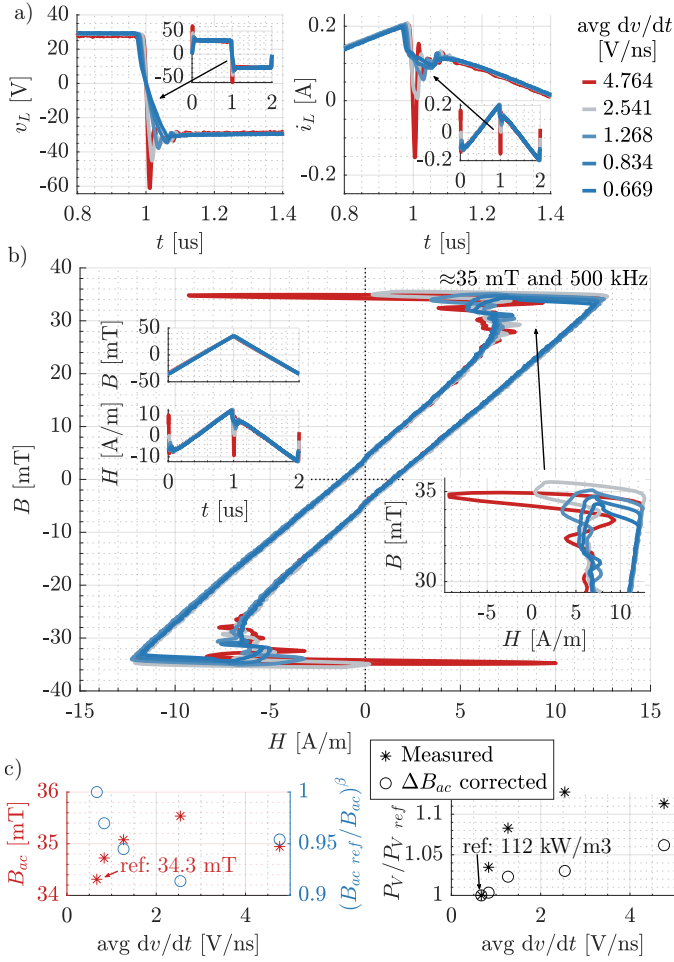 a)
60
0
-60
0 1 2
20
0
-20
-40
-60
v_L [V]
0.8 1 1.2 1.4
t [us]
0.2
0
-0.2
i_L [A]
0.2
0
-0.2
0 1 2
0.8 1 1.2 1.4
t [us]
avg dv/dt
[V/ns]
4.764
2.541
1.268
0.834
0.669
b)
≈35 mT and 500 kHz
40
30
20
10
0
-10
-20
-30
-40
B [mT]
50
0
-50
B [mT]
10
0
-10
H [A/m]
0 1 2
t [us]
35
30
B [mT]
-5 0 5 10
H [A/m]
-15 -10 -5 0 5 10 15
H [A/m]
c)
Measured
ΔB_ac corrected
36
35
34
B_ac [mT]
ref: 34.3 mT
1
0.95
0.9
(B_ac ref/B_ac)^β
0 2 4
avg dv/dt [V/ns]
1.1
1.05
1
P_V/P_V ref
ref: 112 kW/m3
0 2 4
avg dv/dt [V/ns]